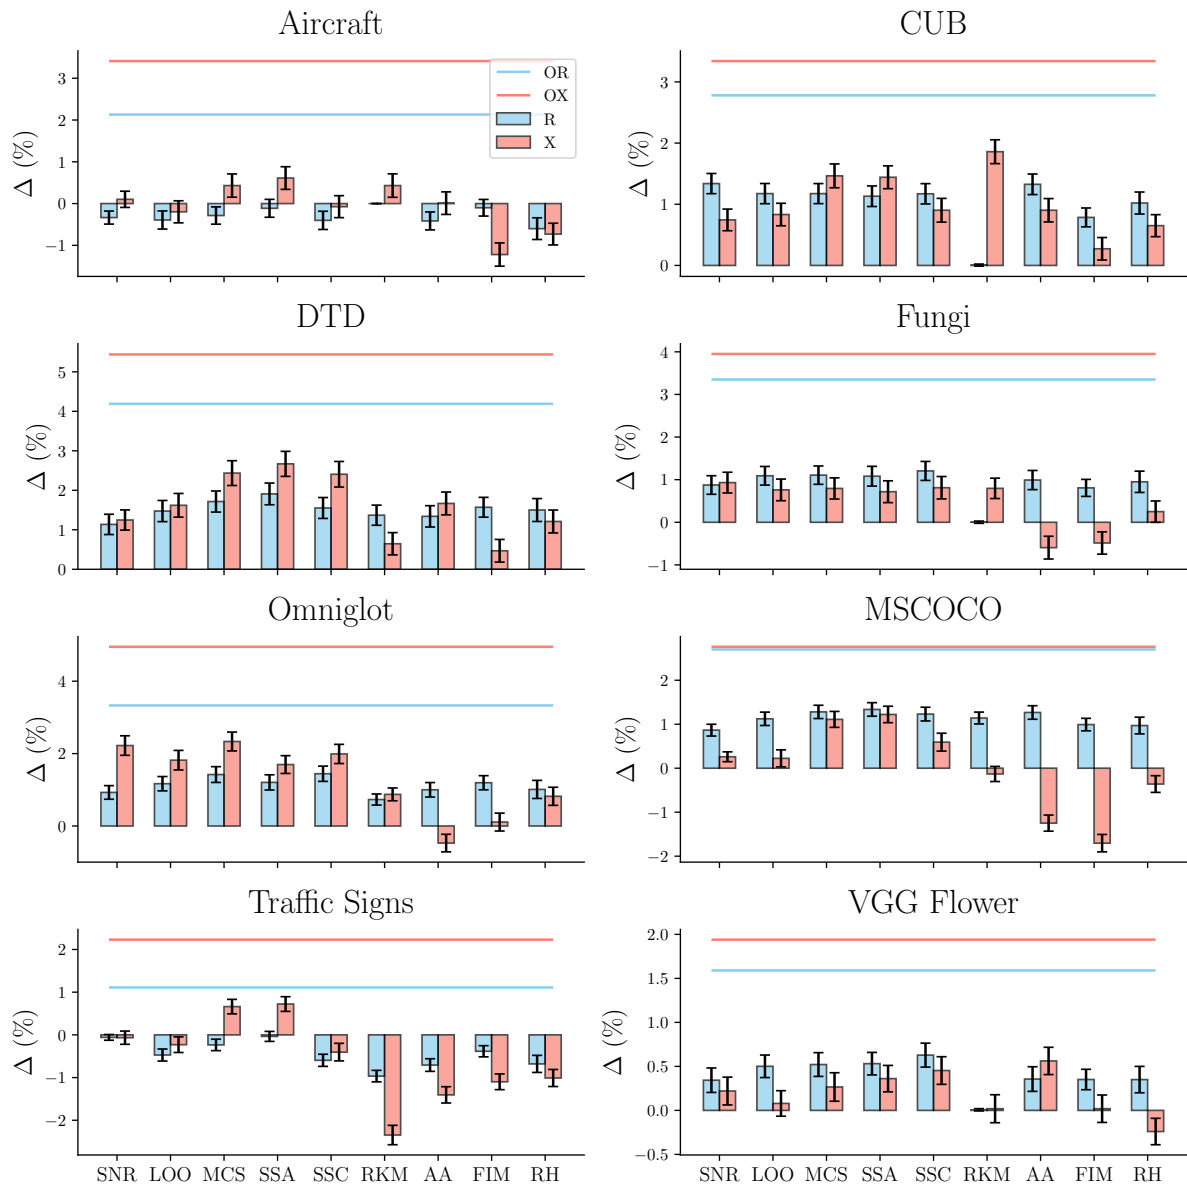 Aircraft
Δ (%)
3
2
1
0
−1
OR
OX
R
X
CUB
Δ (%)
3
2
1
0
DTD
Δ (%)
5
4
3
2
1
0
Fungi
Δ (%)
4
3
2
1
0
−1
Omniglot
Δ (%)
4
2
0
MSCOCO
Δ (%)
2
1
0
−1
−2
Traffic Signs
Δ (%)
2
1
0
−1
−2
SNR LOO MCS SSA SSC RKM AA FIM RH
VGG Flower
Δ (%)
2.0
1.5
1.0
0.5
0.0
−0.5
SNR LOO MCS SSA SSC RKM AA FIM RH